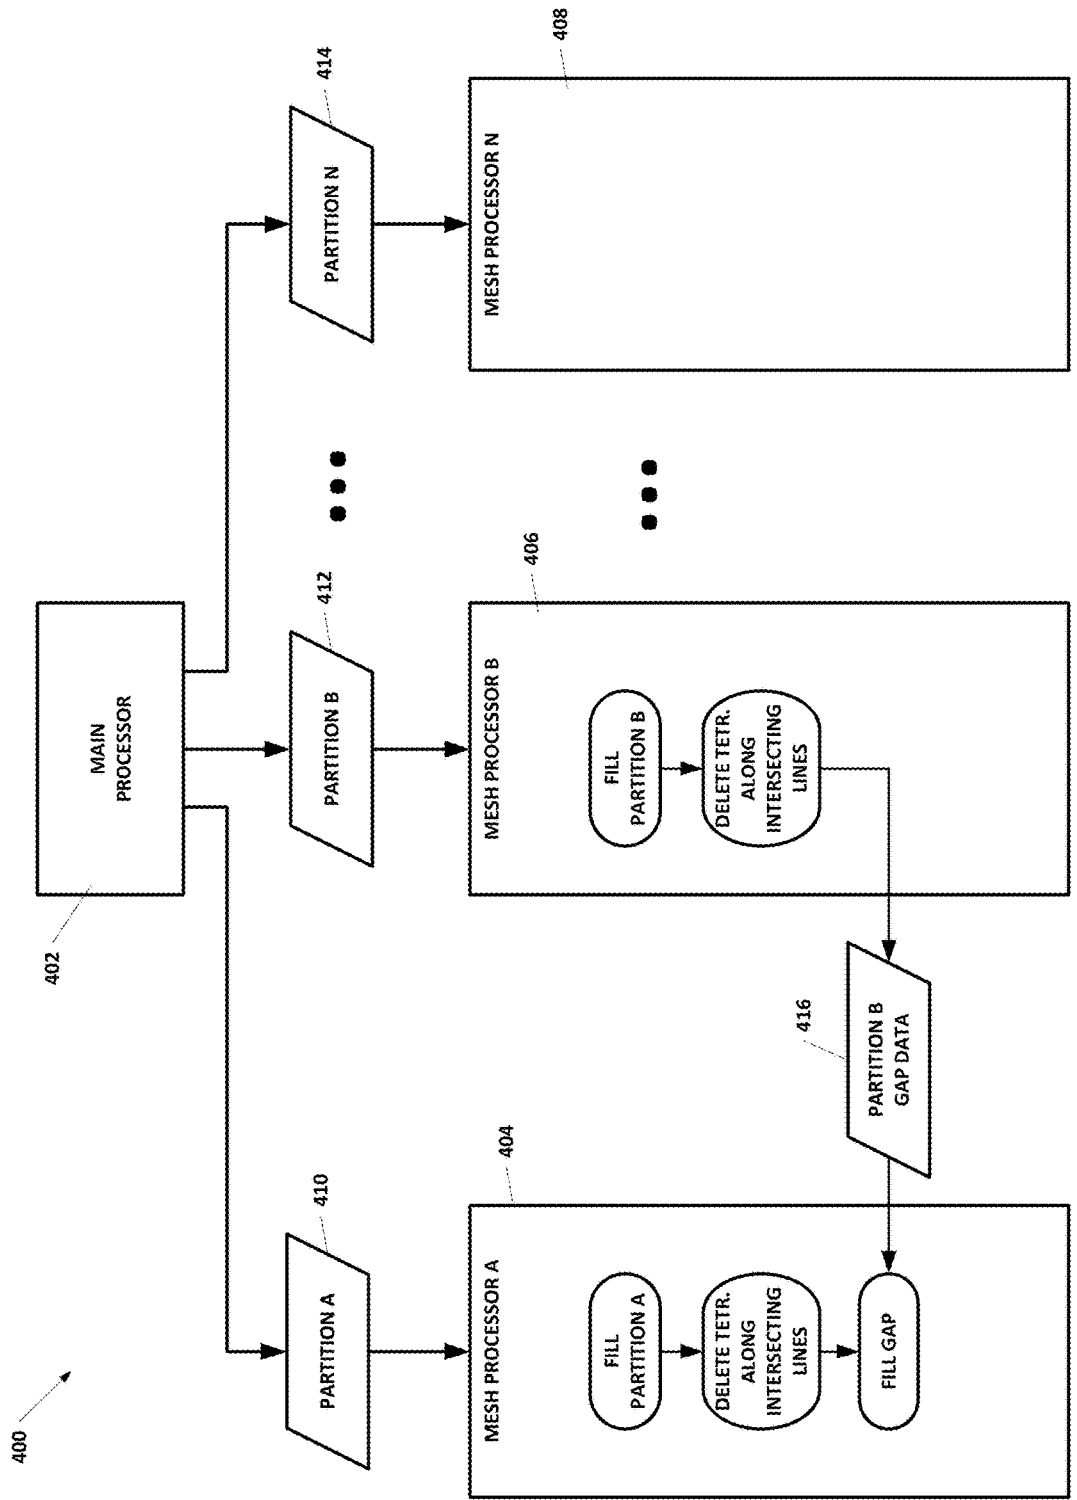 400
402
MAIN
PROCESSOR
410
PARTITION A
412
PARTITION B
414
PARTITION N
404
MESH PROCESSOR A
FILL
PARTITION A
DELETE TETR.
ALONG
INTERSECTING
LINES
FILL GAP
416
PARTITION B
GAP DATA
406
MESH PROCESSOR B
FILL
PARTITION B
DELETE TETR.
ALONG
INTERSECTING
LINES
408
MESH PROCESSOR N